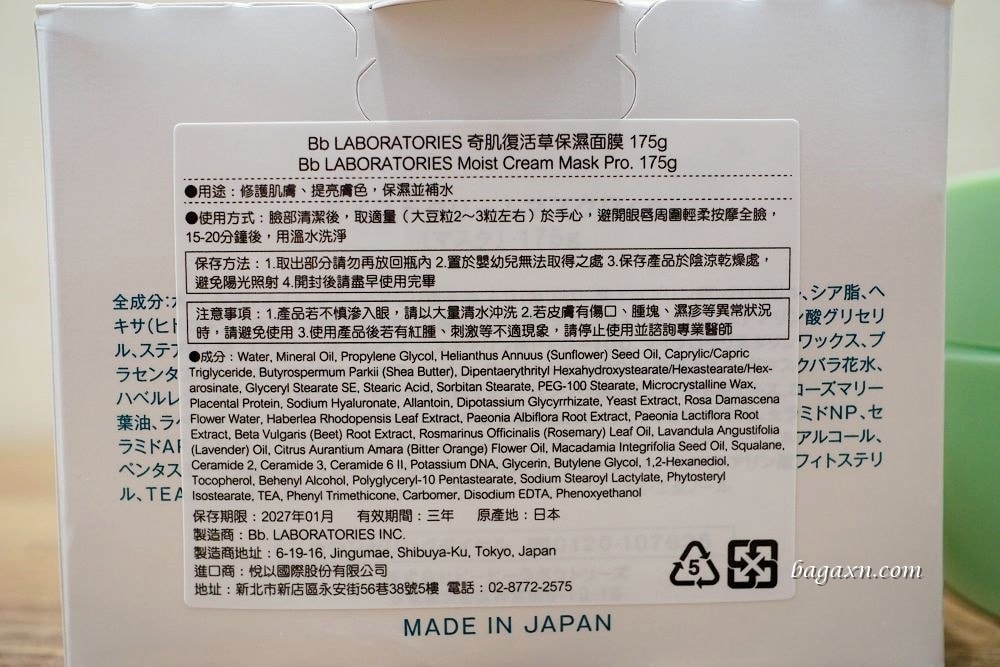 Bb LABORATORIES 奇肌復活草保濕面膜 175g
Bb LABORATORIES Moist Cream Mask Pro. 175g
●用途：修護肌膚、提亮膚色，保濕並補水
●使用方式：臉部清潔後，取適量（大豆粒2～3粒左右）於手心，避開眼唇周圍輕柔按摩全臉，
15-20分鐘後，用溫水洗淨
保存方法：1.取出部分請勿再放回瓶內 2.置於嬰幼兒無法取得之處 3.保存產品於陰涼乾燥處，
避免陽光照射 4.開封後請盡早使用完畢
注意事項：1.產品若不慎滲入眼，請以大量清水沖洗 2.若皮膚有傷口、腫塊、濕疹等異常狀況
時，請避免使用 3.使用產品後若有紅腫、刺激等不適現象，請停止使用並諮詢專業醫師
●成分：Water, Mineral Oil, Propylene Glycol, Helianthus Annuus (Sunflower) Seed Oil, Caprylic/Capric
Triglyceride, Butyrospermum Parkii (Shea Butter), Dipentaerythrityl Hexahydroxystearate/Hexastearate/Hex-
arosinate, Glyceryl Stearate SE, Stearic Acid, Sorbitan Stearate, PEG-100 Stearate, Microcrystalline Wax,
Placental Protein, Sodium Hyaluronate, Allantoin, Dipotassium Glycyrrhizate, Yeast Extract, Rosa Damascena
Flower Water, Haberlea Rhodopensis Leaf Extract, Paeonia Albiflora Root Extract, Paeonia Lactiflora Root
Extract, Beta Vulgaris (Beet) Root Extract, Rosmarinus Officinalis (Rosemary) Leaf Oil, Lavandula Angustifolia
(Lavender) Oil, Citrus Aurantium Amara (Bitter Orange) Flower Oil, Macadamia Integrifolia Seed Oil, Squalane,
Ceramide 2, Ceramide 3, Ceramide 6 II, Potassium DNA, Glycerin, Butylene Glycol, 1,2-Hexanediol,
Tocopherol, Behenyl Alcohol, Polyglyceryl-10 Pentastearate, Sodium Stearoyl Lactylate, Phytosteryl
Isostearate, TEA, Phenyl Trimethicone, Carbomer, Disodium EDTA, Phenoxyethanol
保存期限：2027年01月 有效期間：三年 原產地：日本
製造商：Bb. LABORATORIES INC.
製造商地址：6-19-16, Jingumae, Shibuya-Ku, Tokyo, Japan
進口商：悅以國際股份有限公司
地址：新北市新店區永安街56巷38號5樓 電話：02-8772-2575
5
bagaxn.com
全成分:
、シア脂、ヘ
キサ(ヒド
酸グリセリ
ル、ステア
ワックス、プ
ラセンタ
クバラ花水、
ハベルレ
ローズマリー
葉油、ラベ
ラミドNP、セ
ラミドAP
アルコール、
ペンタス
フィトステリ
ル、TEA
MADE IN JAPAN